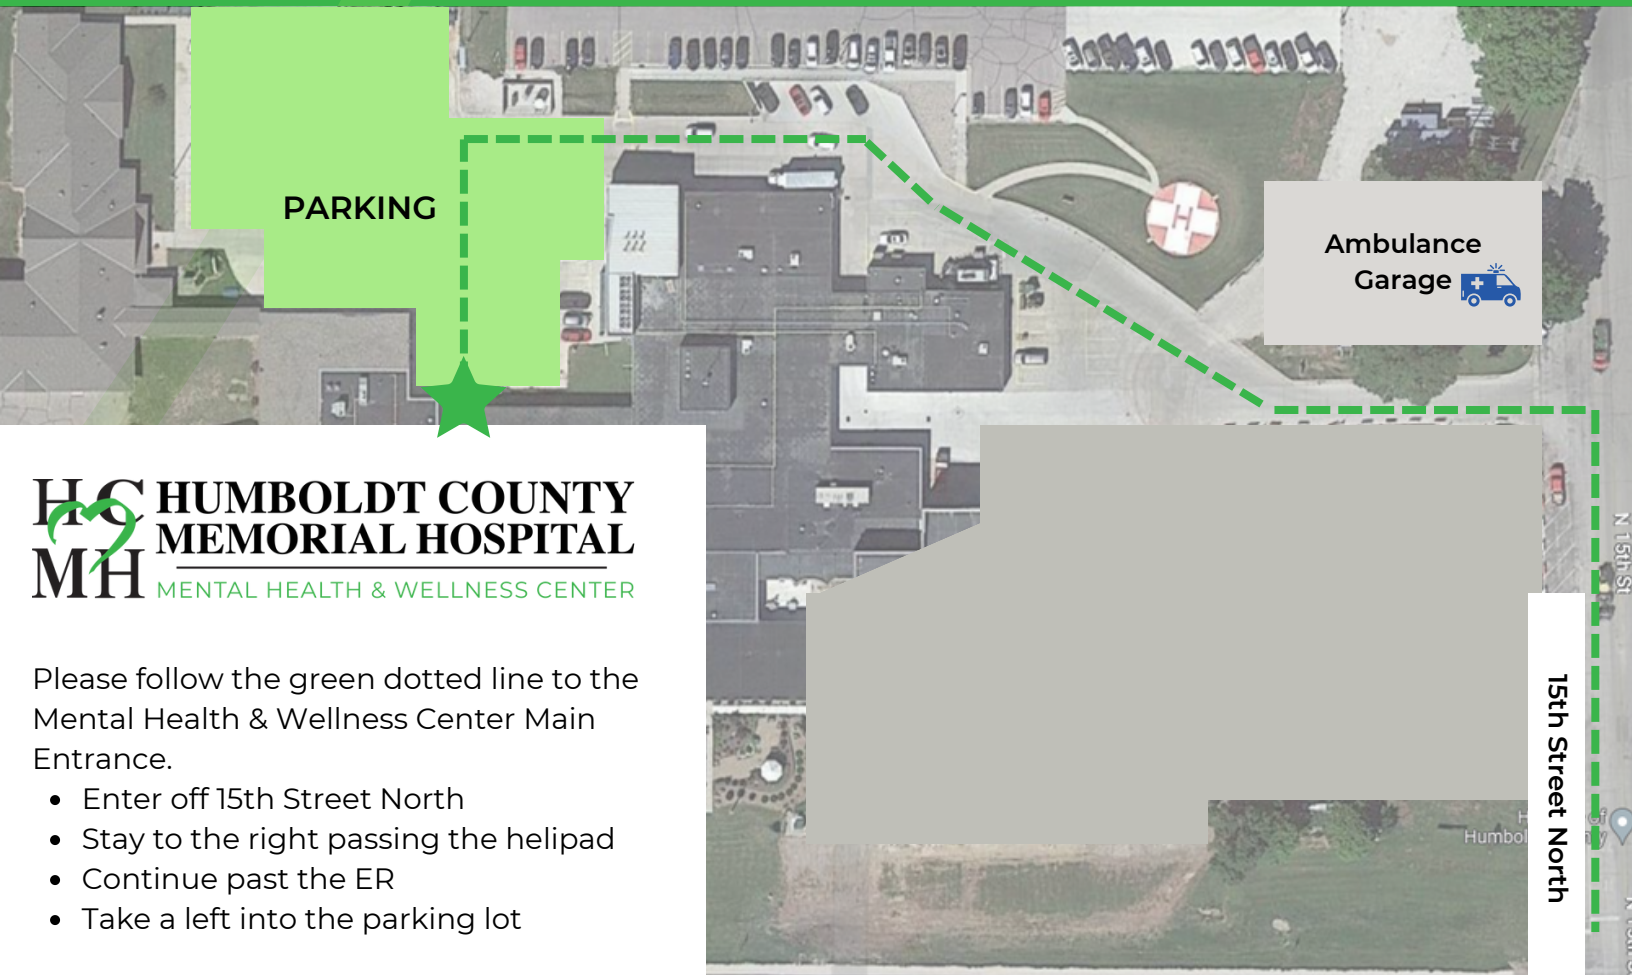 PARKING
Ambulance
Garage
H
HC
MH
HUMBOLDT COUNTY
MEMORIAL HOSPITAL
MENTAL HEALTH & WELLNESS CENTER
Please follow the green dotted line to the
Mental Health & Wellness Center Main
Entrance.
• Enter off 15th Street North
• Stay to the right passing the helipad
• Continue past the ER
• Take a left into the parking lot
15th Street North
N 15th St